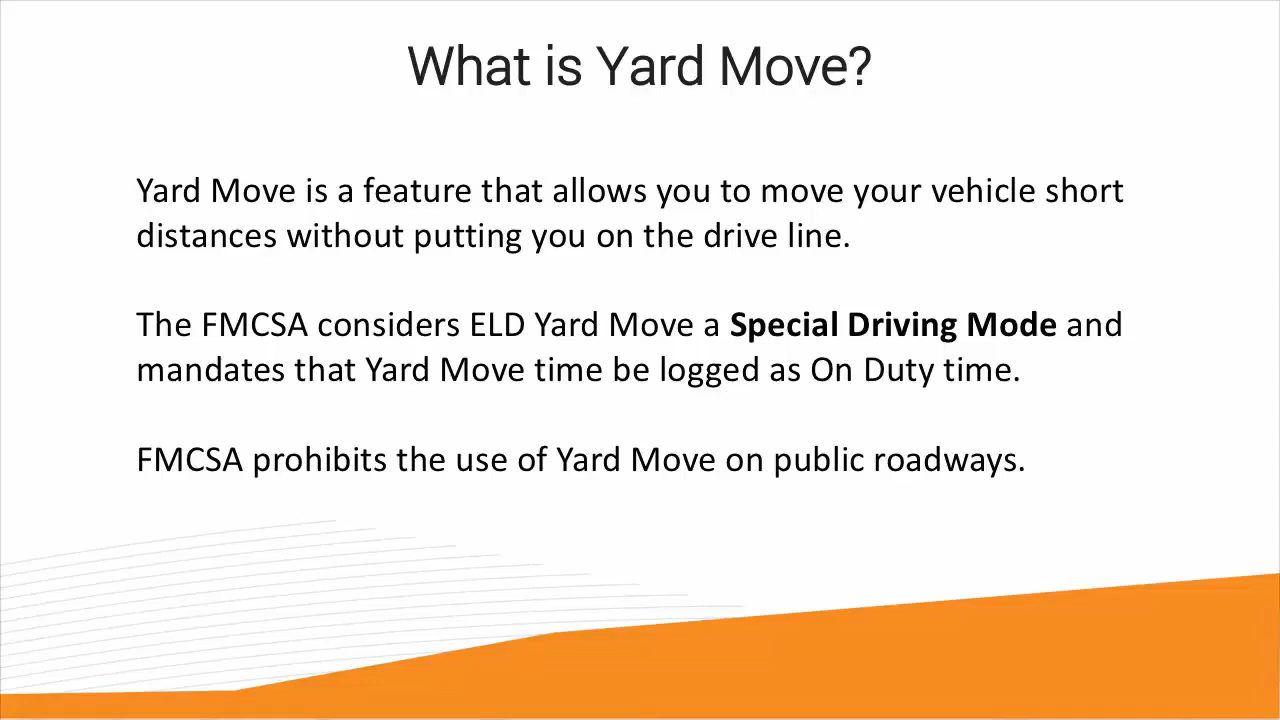 What is Yard Move?
Yard Move is a feature that allows you to move your vehicle short
distances without putting you on the drive line.
The FMCSA considers ELD Yard Move a Special Driving Mode and
mandates that Yard Move time be logged as On Duty time.
FMCSA prohibits the use of Yard Move on public roadways.